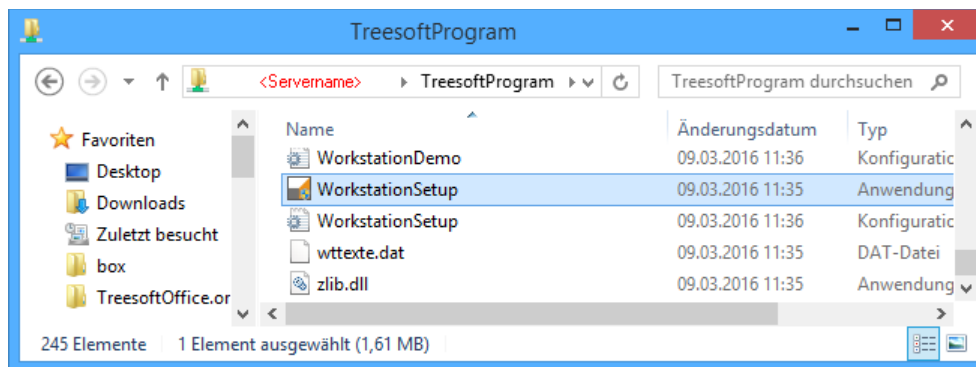 TreesoftProgram
<Servername> TreesoftProgram TreesoftProgram durchsuchen
Favoriten
Desktop
Downloads
Zuletzt besucht
box
TreesoftOffice.or
Name Änderungsdatum Typ
WorkstationDemo 09.03.2016 11:36 Konfiguratic
WorkstationSetup 09.03.2016 11:35 Anwendung
WorkstationSetup 09.03.2016 11:36 Konfiguratic
wttexte.dat 09.03.2016 11:35 DAT-Datei
zlib.dll 09.03.2016 11:35 Anwendung
245 Elemente 1 Element ausgewählt (1,61 MB)